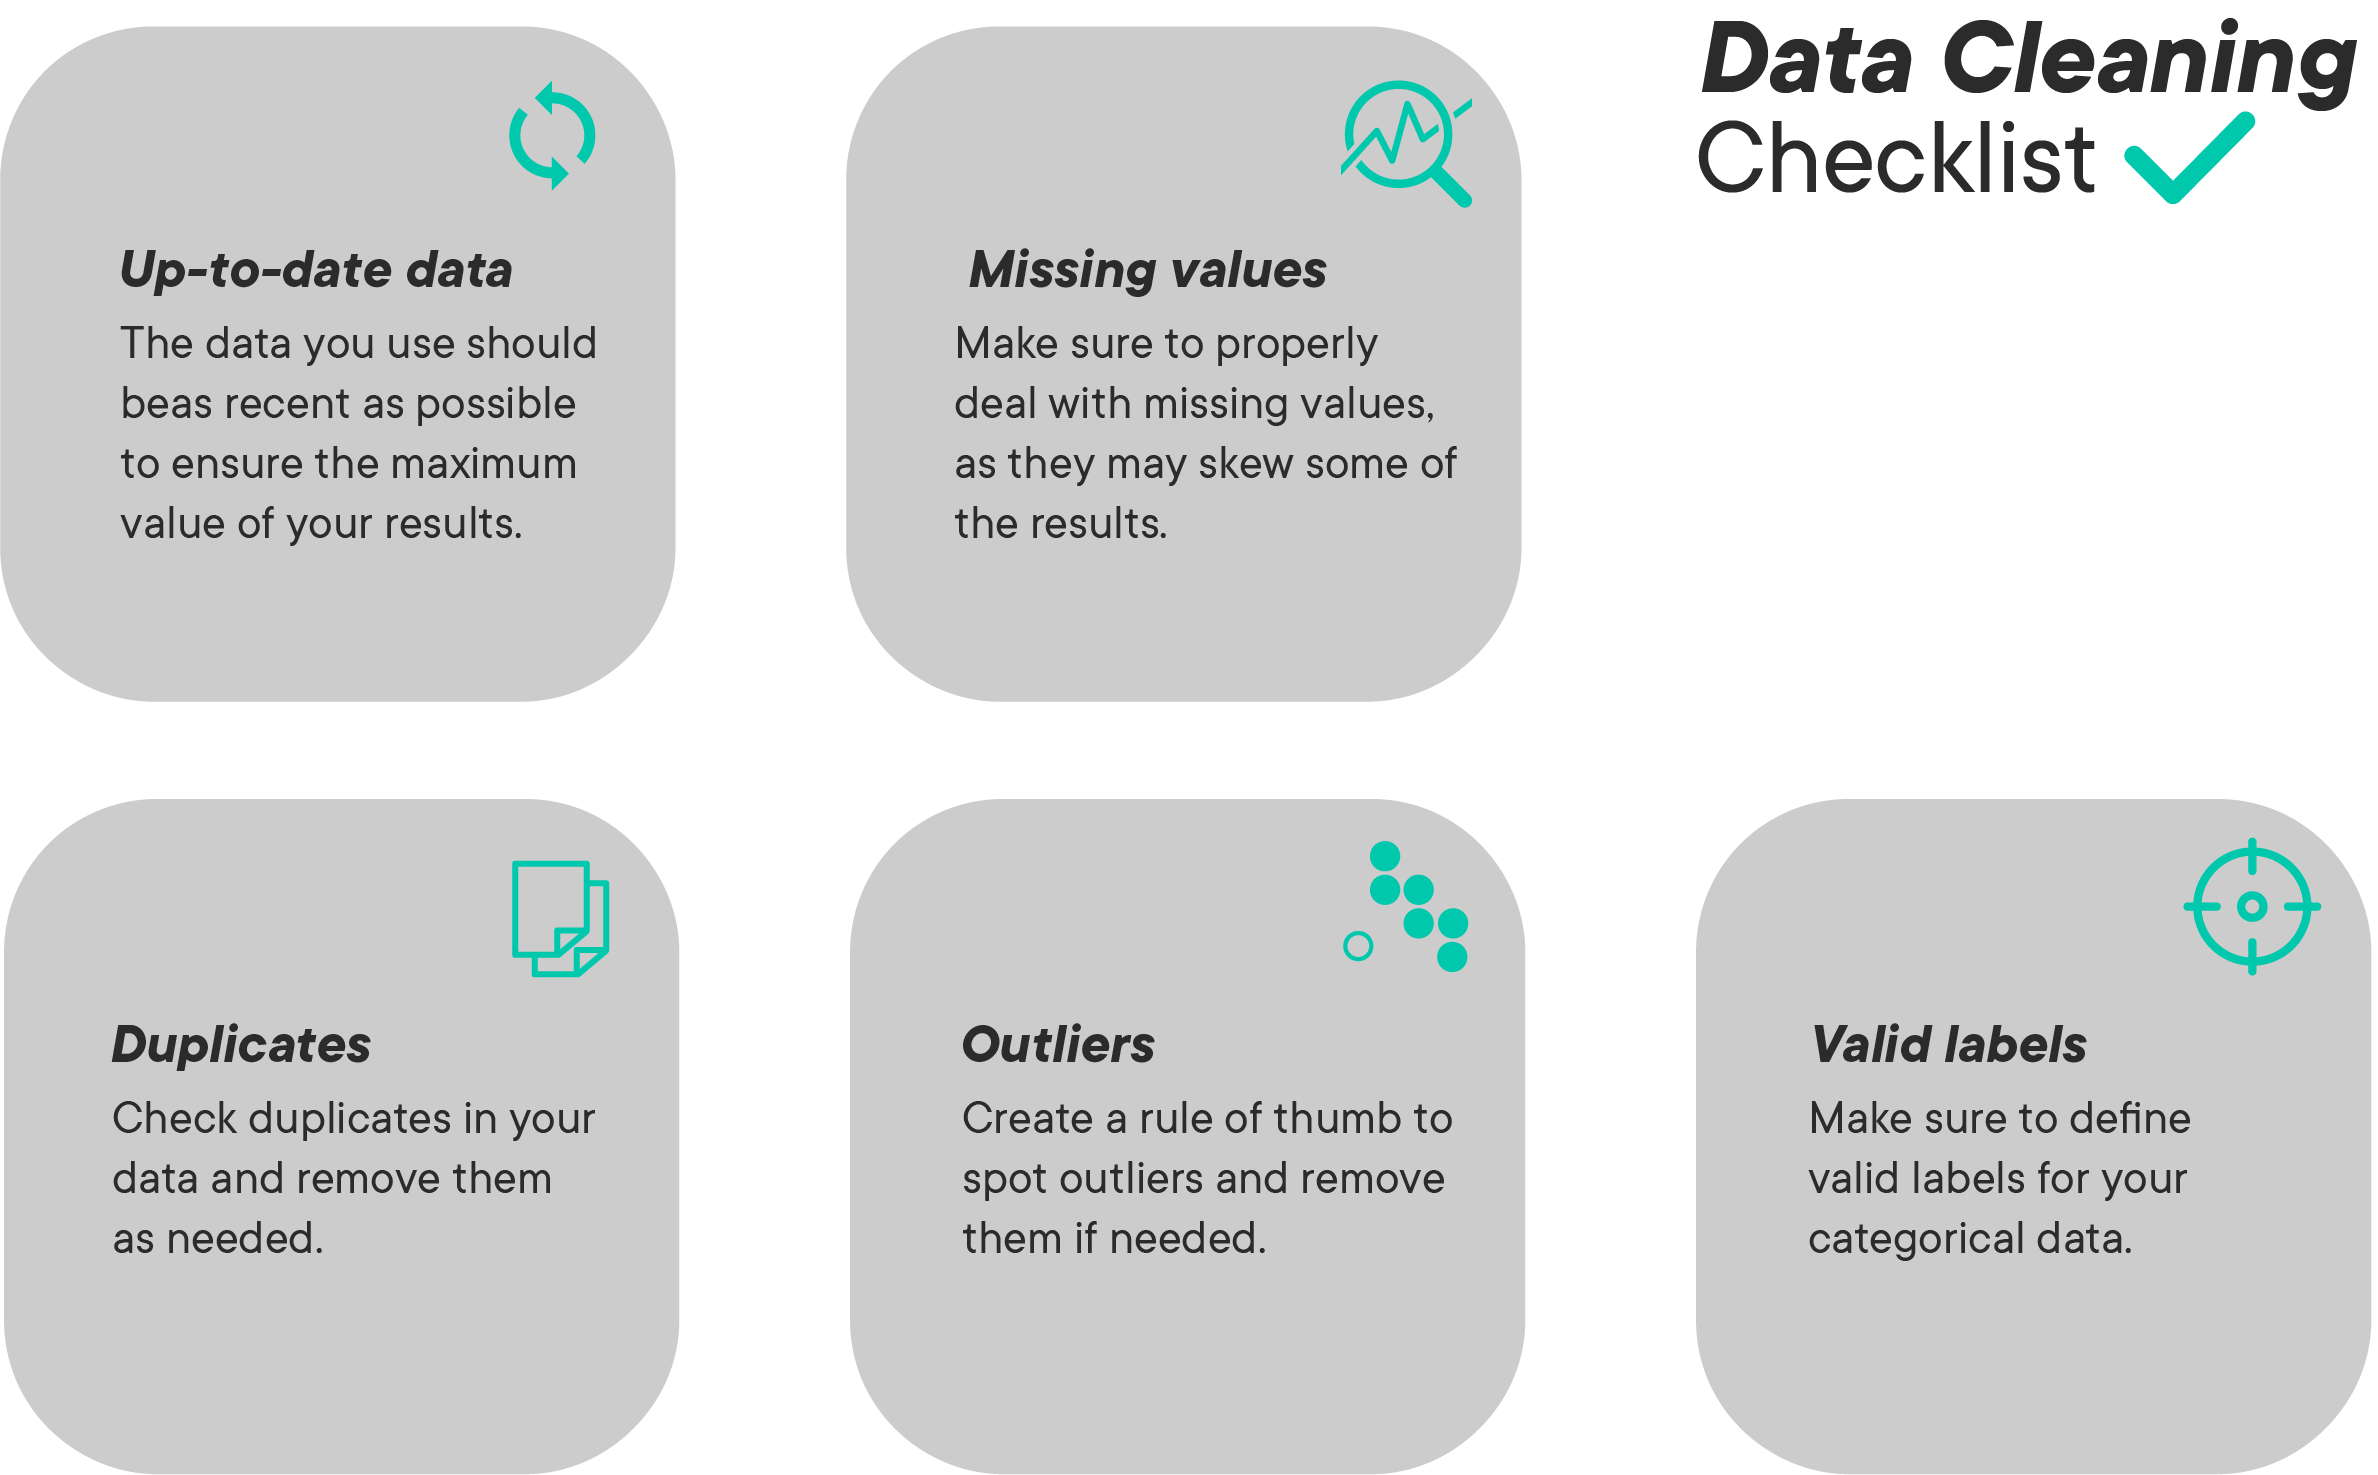 Data Cleaning
Checklist
Up-to-date data
The data you use should
beas recent as possible
to ensure the maximum
value of your results.
Missing values
Make sure to properly
deal with missing values,
as they may skew some of
the results.
Duplicates
Check duplicates in your
data and remove them
as needed.
Outliers
Create a rule of thumb to
spot outliers and remove
them if needed.
Valid labels
Make sure to define
valid labels for your
categorical data.